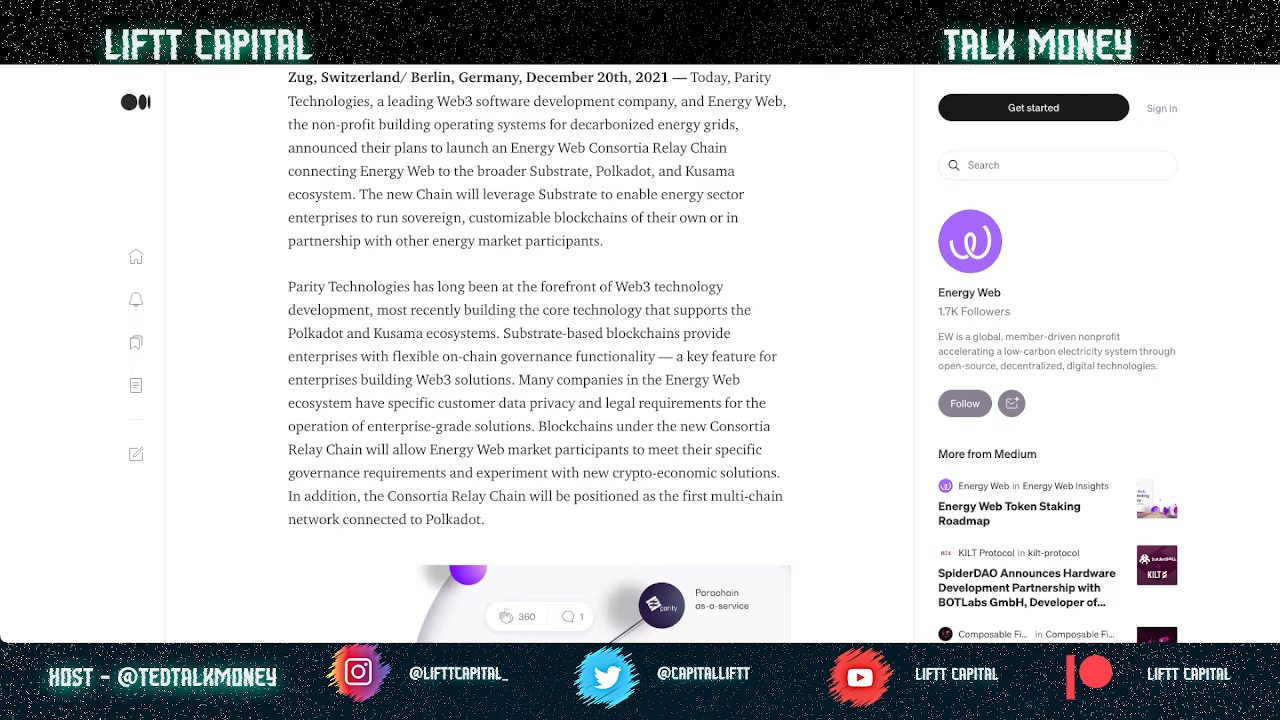 LIFTT CAPITAL
TALK MONEY
Zug, Switzerland/ Berlin, Germany, December 20th, 2021 — Today, Parity
Technologies, a leading Web3 software development company, and Energy Web,
the non-profit building operating systems for decarbonized energy grids,
announced their plans to launch an Energy Web Consortia Relay Chain
connecting Energy Web to the broader Substrate, Polkadot, and Kusama
ecosystem. The new Chain will leverage Substrate to enable energy sector
enterprises to run sovereign, customizable blockchains of their own or in
partnership with other energy market participants.
Parity Technologies has long been at the forefront of Web3 technology
development, most recently building the core technology that supports the
Polkadot and Kusama ecosystems. Substrate-based blockchains provide
enterprises with flexible on-chain governance functionality — a key feature for
enterprises building Web3 solutions. Many companies in the Energy Web
ecosystem have specific customer data privacy and legal requirements for the
operation of enterprise-grade solutions. Blockchains under the new Consortia
Relay Chain will allow Energy Web market participants to meet their specific
governance requirements and experiment with new crypto-economic solutions.
In addition, the Consortia Relay Chain will be positioned as the first multi-chain
network connected to Polkadot.
360
1
parity
Parachain
as-a-service
Get started
Sign In
Search
Energy Web
1.7K Followers
EW is a global, member-driven nonprofit
accelerating a low-carbon electricity system through
open-source, decentralized, digital technologies.
Follow
More from Medium
Energy Web in Energy Web Insights
Energy Web Token Staking
Roadmap
KILT Protocol in kilt-protocol
SpiderDAO Announces Hardware
Development Partnership with
BOTLabs GmbH, Developer of...
KILT
Composable Fi... in Composable Fi...
HOST - @TEDTALKMONEY
@LIFTTCAPITAL_
@CAPITALLIFTT
LIFTT CAPITAL
LIFTT CAPITAL